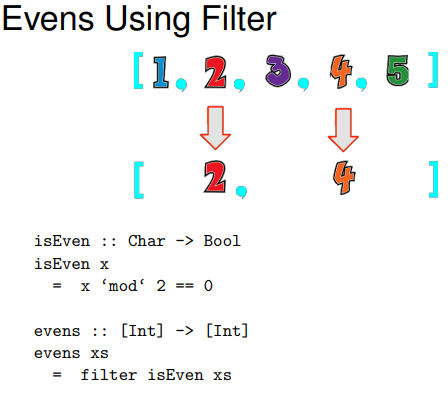 Evens Using Filter
[1, 2, 3, 4, 5]
[ 2, 4 ]
isEven :: Char -> Bool
isEven x
= x ‘mod‘ 2 == 0
evens :: [Int] -> [Int]
evens xs
= filter isEven xs